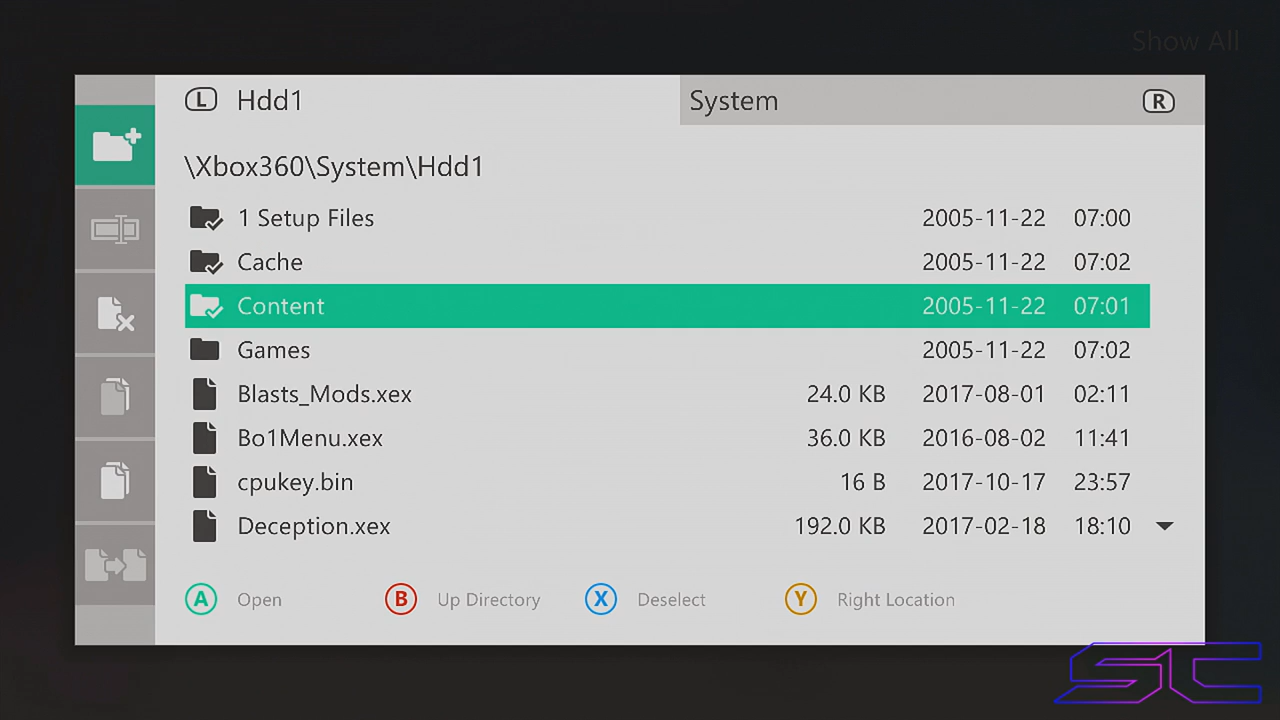 Show All
L Hdd1 System R
\Xbox360\System\Hdd1
1 Setup Files 2005-11-22 07:00
Cache 2005-11-22 07:02
Content 2005-11-22 07:01
Games 2005-11-22 07:02
Blasts_Mods.xex 24.0 KB 2017-08-01 02:11
Bo1Menu.xex 36.0 KB 2016-08-02 11:41
cpukey.bin 16 B 2017-10-17 23:57
Deception.xex 192.0 KB 2017-02-18 18:10
A Open B Up Directory X Deselect Y Right Location
SC